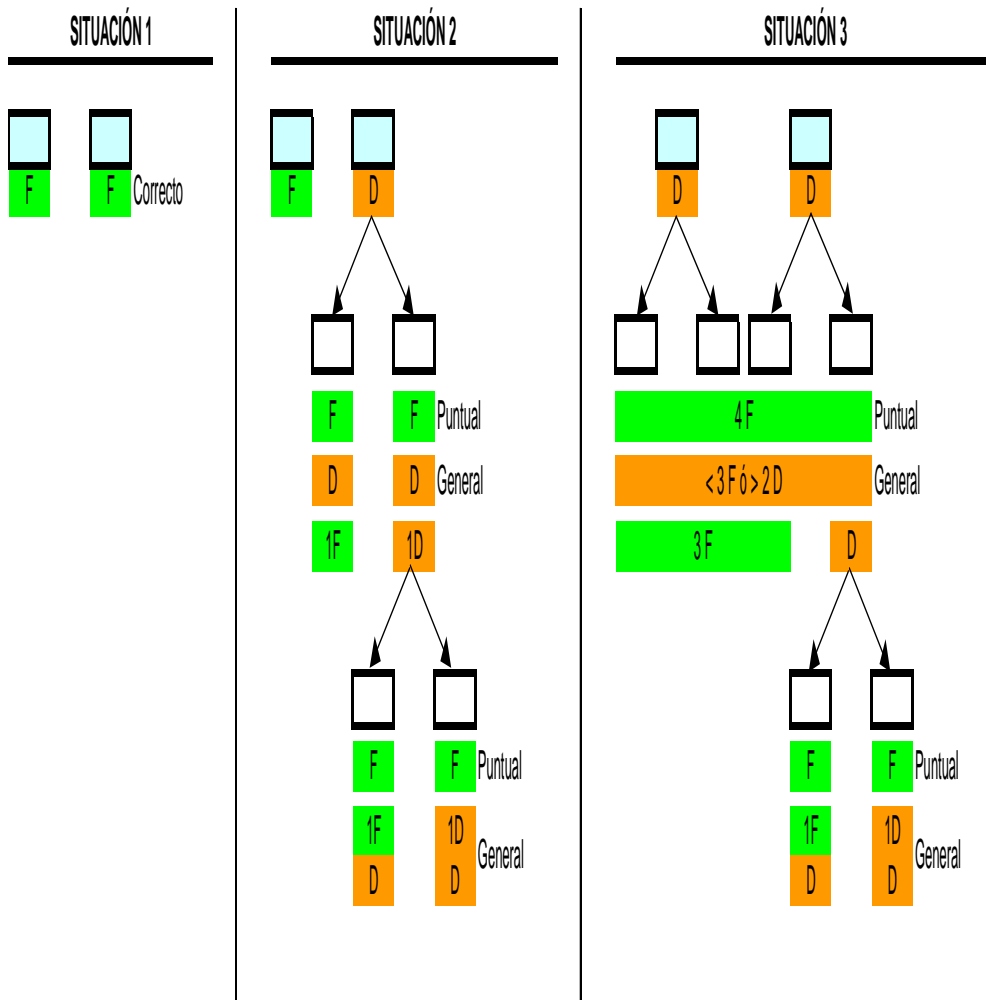 SITUACIÓN 1
F F Correcto
SITUACIÓN 2
F D
F F Puntual
D D General
1F 1D
F F Puntual
1F 1D
General
D D
SITUACIÓN 3
D D
4 F Puntual
< 3 F ó > 2 D General
3 F D
F F Puntual
1F 1D
General
D D